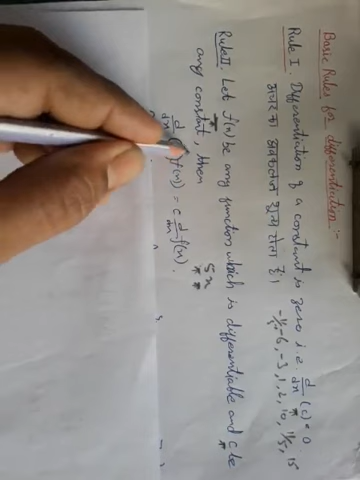 Basic Rules for differentiation:-
Rule I. Differentiation of a constant is zero i.e. d/dx (c) = 0
अचर का अवकलन शून्य होता है। -1/2, -6, -3, 1, 2, 10, 1/5, 15
Rule II. Let f(x) be any function which is differentiable and c be
any constant, then 5x
d/dx f(x)) = c d/dx f(x).